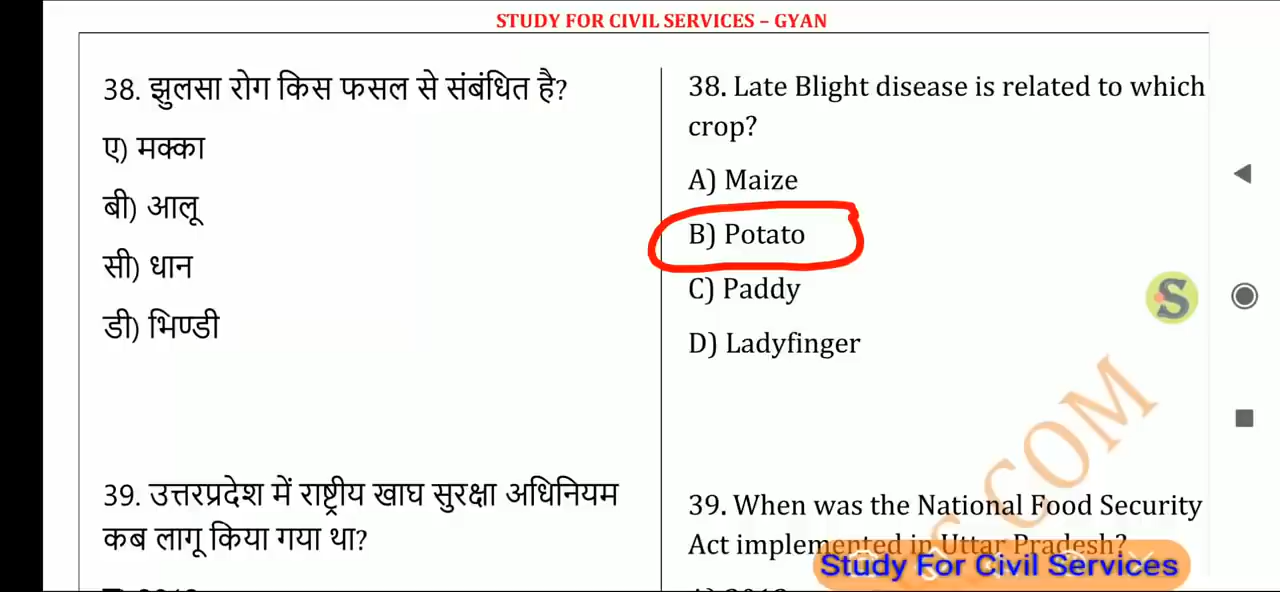 STUDY FOR CIVIL SERVICES – GYAN
38. झुलसा रोग किस फसल से संबंधित है?
ए) मक्का
बी) आलू
सी) धान
डी) भिण्डी
39. उत्तरप्रदेश में राष्ट्रीय खाघ सुरक्षा अधिनियम
कब लागू किया गया था?
38. Late Blight disease is related to which
crop?
A) Maize
B) Potato
C) Paddy
D) Ladyfinger
39. When was the National Food Security
Act implemented in Uttar Pradesh?
S
S.COM
Study For Civil Services